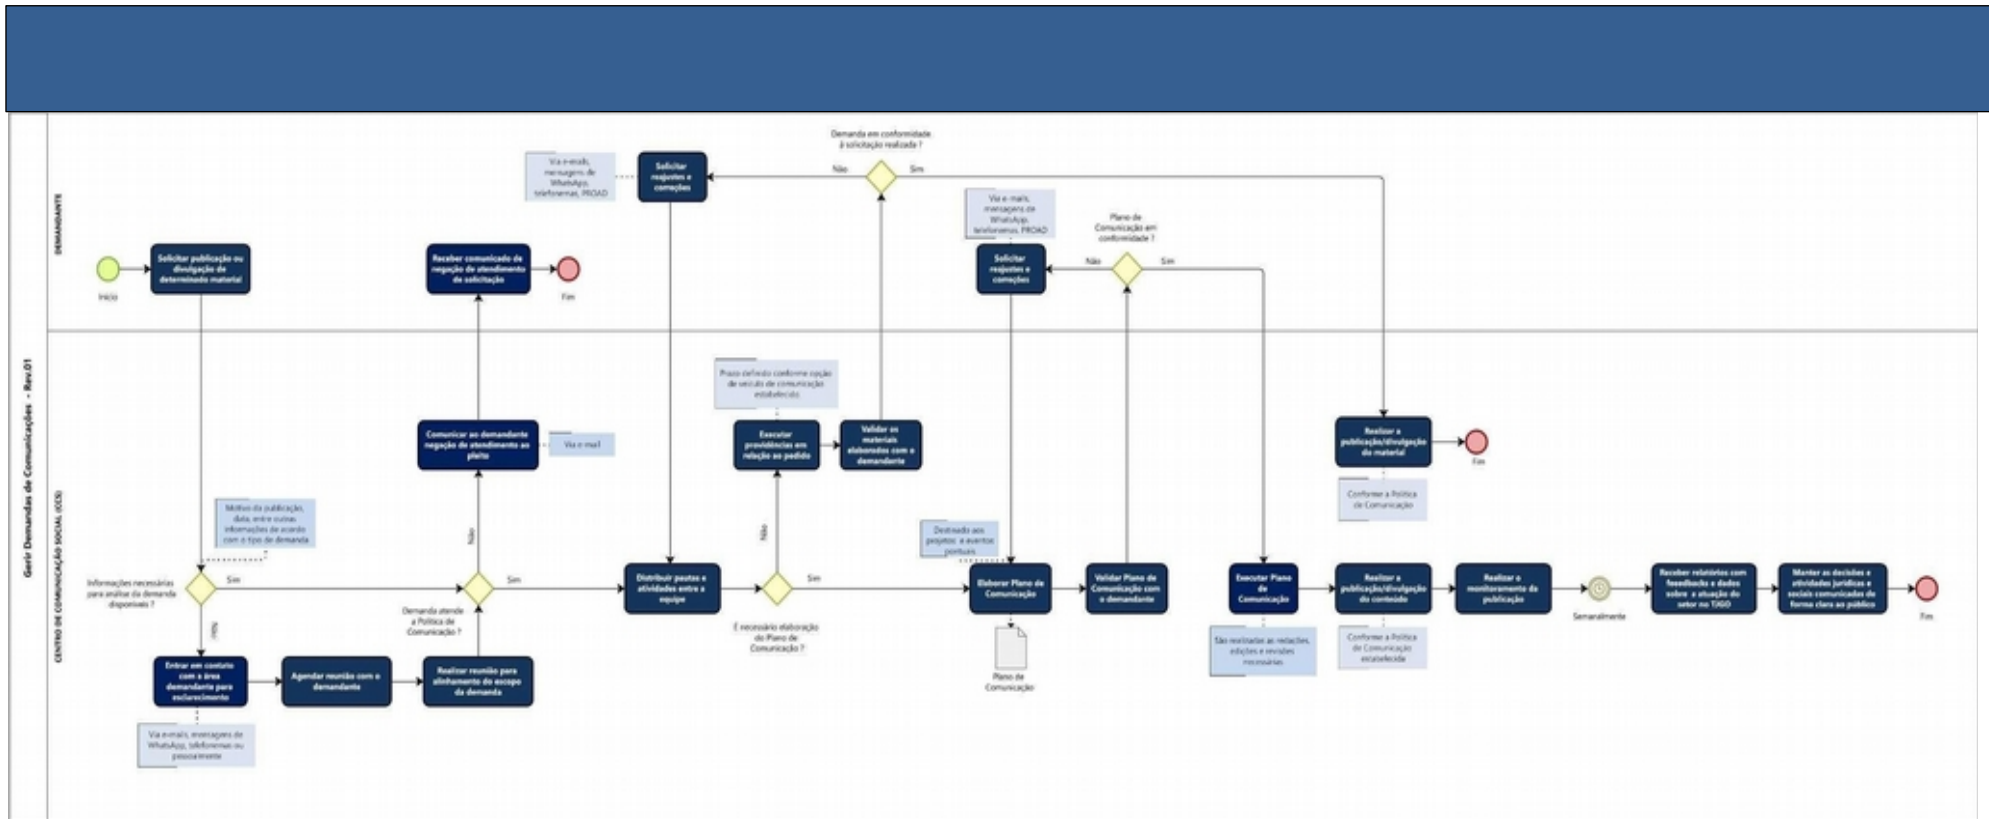 Gerir Demandas de Comunicações - Rev.01
DEMANDANTE
Início
Solicitar publicação ou
divulgação de
determinado material
Receber comunicado de
negação de atendimento
de solicitação
Fim
Via e-mails,
mensagens de
WhatsApp,
telefonemas, PROAD
Solicitar
reajustes e
correções
Demanda em conformidade
à solicitação realizada ?
Não
Sim
Via e-mails,
mensagens de
WhatsApp,
telefonemas, PROAD
Solicitar
reajustes e
correções
Plano de
Comunicação em
conformidade ?
Não
Sim
CENTRO DE COMUNICAÇÃO SOCIAL (CCS)
Motivo da publicação,
data, entre outras
informações de acordo
com o tipo de demanda
Informações necessárias
para análise da demanda
disponíveis ?
Sim
Não
Entrar em contato
com a área
demandante para
esclarecimento
Via e-mails, mensagens de
WhatsApp, telefonemas ou
pessoalmente
Agendar reunião com o
demandante
Realizar reunião para
alinhamento do escopo
da demanda
Demanda atende
a Política de
Comunicação ?
Não
Sim
Comunicar ao demandante
negação de atendimento ao
pleito
Via e-mail
Distribuir pautas e
atividades entre a
equipe
É necessário elaboração
do Plano de
Comunicação ?
Não
Sim
Prazo definido conforme opção
de veículo de comunicação
estabelecido
Executar
providências em
relação ao pedido
Validar os
materiais
elaborados com o
demandante
Destinado aos
projetos e eventos
pontuais
Elaborar Plano de
Comunicação
Plano de
Comunicação
Validar Plano de
Comunicação com
o demandante
Executar Plano
de
Comunicação
São realizadas as redações,
edições e revisões
necessárias
Realizar a
publicação/divulgação
do material
Fim
Conforme a Política
de Comunicação
Realizar a
publicação/divulgação
do conteúdo
Conforme a Política
de Comunicação
estabelecida
Realizar o
monitoramento da
publicação
Semanalmente
Receber relatórios com
feedbacks e dados
sobre a atuação do
setor no TJGO
Manter as decisões e
atividades jurídicas e
sociais comunicadas de
forma clara ao público
Fim